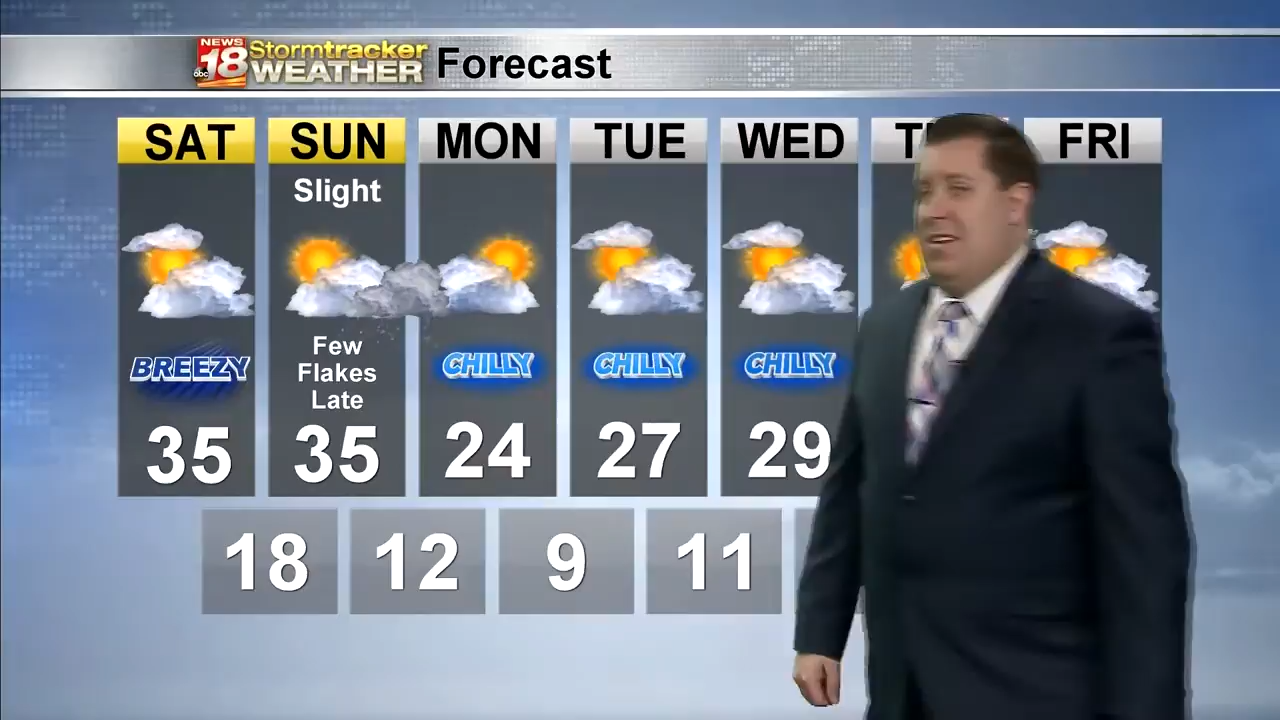 NEWS
abc 18
Stormtracker
WEATHER
Forecast
SAT
SUN
MON
TUE
WED
FRI
Slight
BREEZY
Few
Flakes
Late
CHILLY
CHILLY
CHILLY
35
35
24
27
29
18
12
9
11